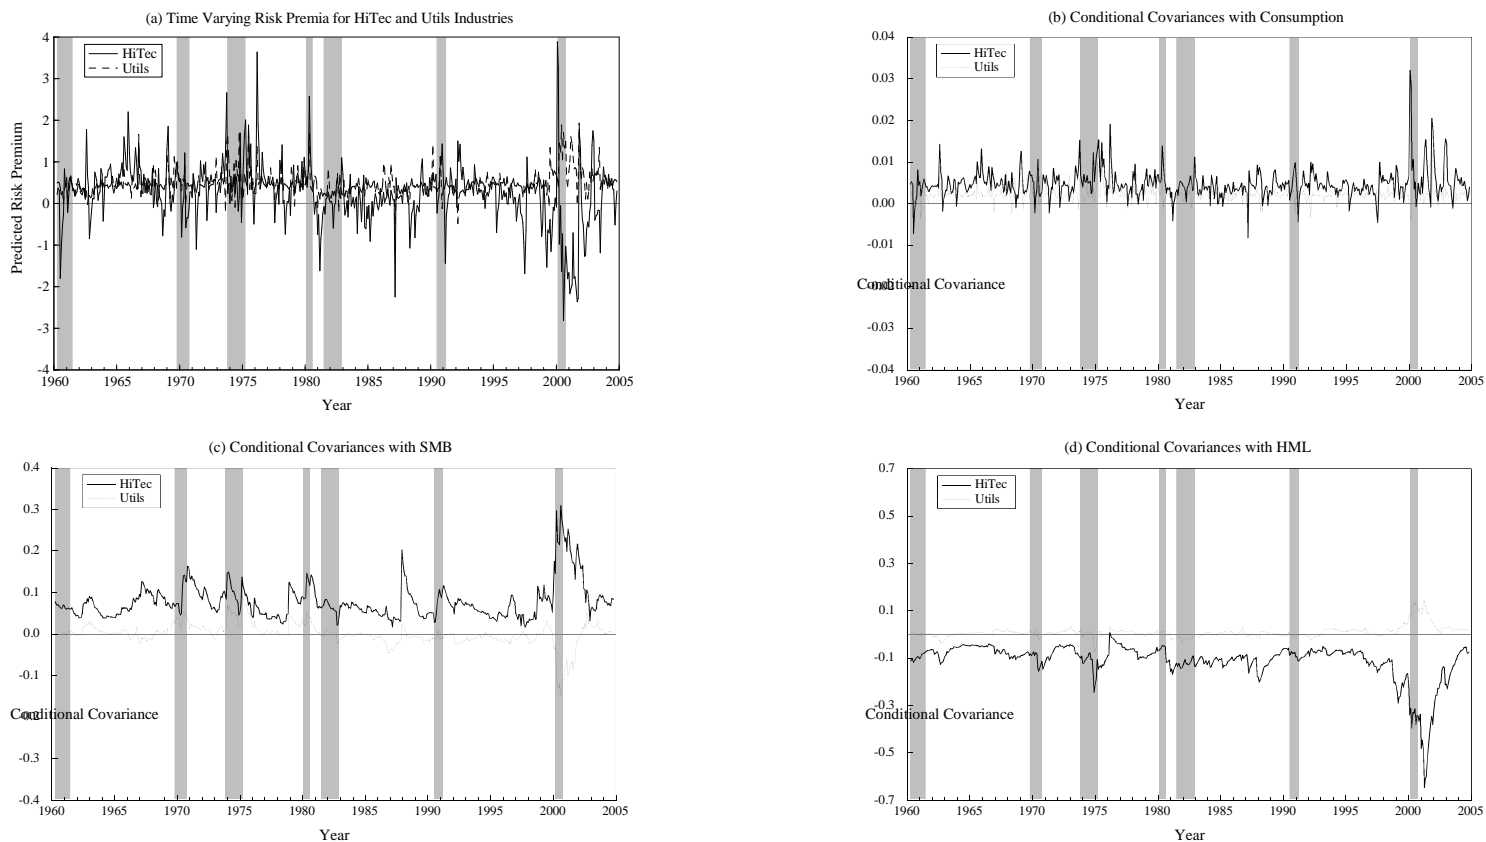 (a) Time Varying Risk Premia for HiTec and Utils Industries
4
3
2
1
0
-1
-2
-3
-4
HiTec
Utils
Predicted Risk Premium
1960 1965 1970 1975 1980 1985 1990 1995 2000 2005
Year
(b) Conditional Covariances with Consumption
0.04
0.03
0.02
0.01
0.00
-0.01
-0.02
-0.03
-0.04
HiTec
Utils
Conditional Covariance
1960 1965 1970 1975 1980 1985 1990 1995 2000 2005
Year
(c) Conditional Covariances with SMB
0.4
0.3
0.2
0.1
0.0
-0.1
-0.2
-0.3
-0.4
HiTec
Utils
Conditional Covariance
1960 1965 1970 1975 1980 1985 1990 1995 2000 2005
Year
(d) Conditional Covariances with HML
0.7
0.5
0.3
0.1
-0.1
-0.3
-0.5
-0.7
HiTec
Utils
Conditional Covariance
1960 1965 1970 1975 1980 1985 1990 1995 2000 2005
Year